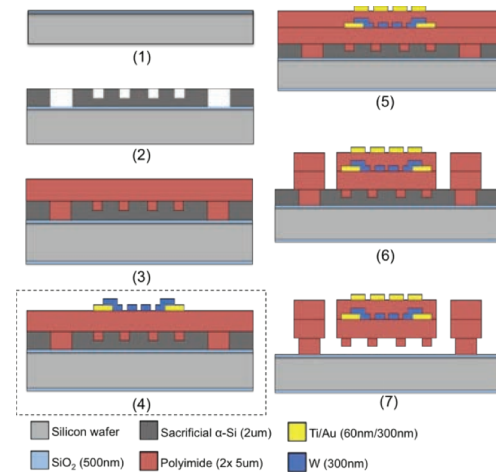 (1)
(2)
(3)
(4)
(5)
(6)
(7)
Silicon wafer
Sacrificial α-Si (2um)
Ti/Au (60nm/300nm)
SiO₂ (500nm)
Polyimide (2x 5um)
W (300nm)